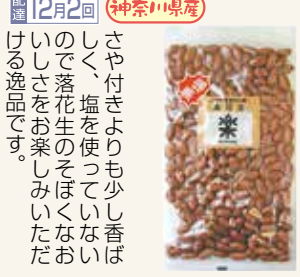 配達 12月2回
神奈川県産
さや付きよりも少し香ば
しく、塩を使っていない
ので落花生のそぼくなお
いしさをお楽しみいただ
ける逸品です。